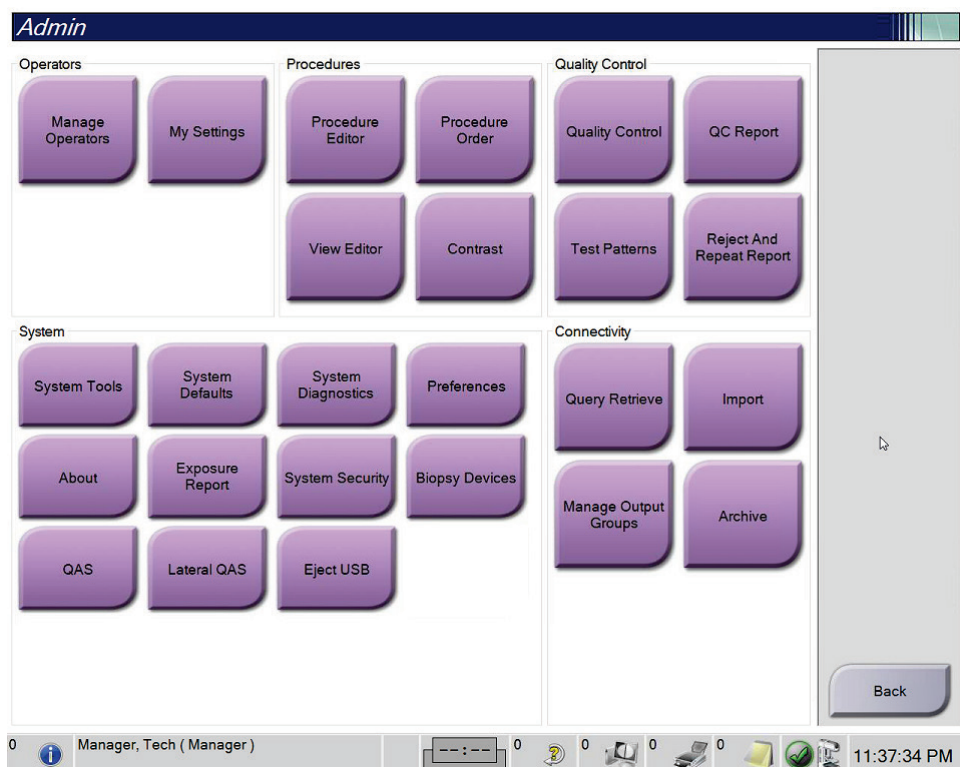 Admin
Operators
Manage
Operators
My Settings
Procedures
Procedure
Editor
Procedure
Order
View Editor
Contrast
Quality Control
Quality Control
QC Report
Test Patterns
Reject And
Repeat Report
System
System Tools
System
Defaults
System
Diagnostics
Preferences
About
Exposure
Report
System Security
Biopsy Devices
QAS
Lateral QAS
Eject USB
Connectivity
Query Retrieve
Import
Manage Output
Groups
Archive
Back
0
Manager, Tech ( Manager )
--:--
0
0
0
0
11:37:34 PM